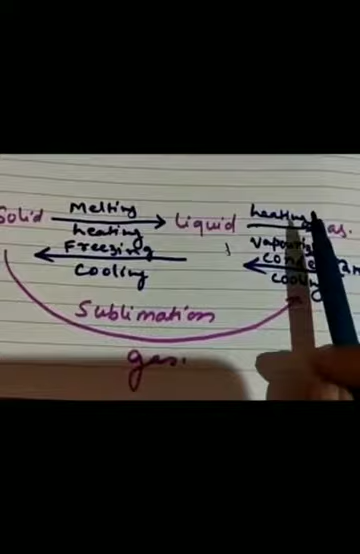 Solid Melting Liquid heating
heating
Freezing
Cooling
Sublimation
gas.